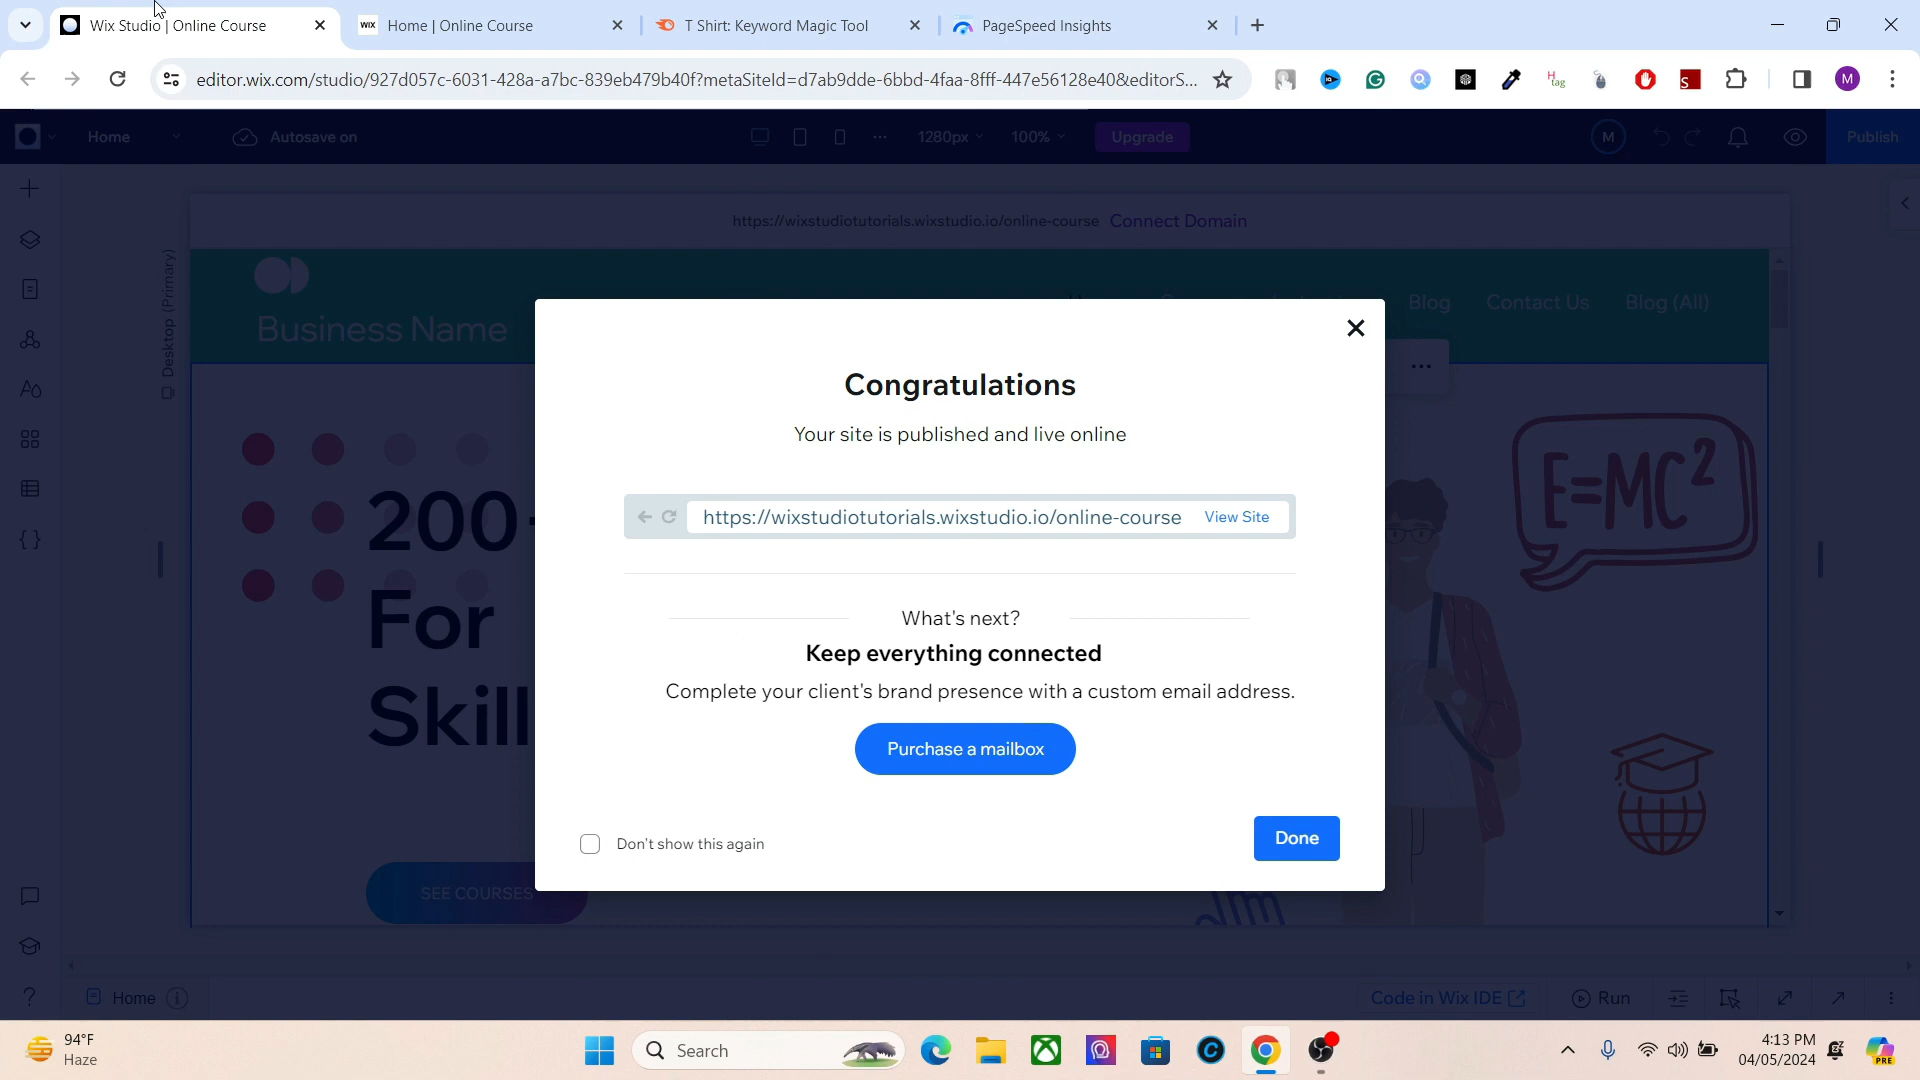 Wix Studio | Online Course
WIX Home | Online Course
T Shirt: Keyword Magic Tool
PageSpeed Insights
editor.wix.com/studio/927d057c-6031-428a-a7bc-839eb479b40f?metaSiteId=d7ab9dde-6bbd-4faa-8fff-447e56128e40&editorS...
H tag
S
M
Home
Autosave on
1280px
100%
Upgrade
M
Publish
https://wixstudiotutorials.wixstudio.io/online-course Connect Domain
Desktop (Primary)
Business Name
Blog
Contact Us
Blog (All)
Congratulations
Your site is published and live online
https://wixstudiotutorials.wixstudio.io/online-course View Site
What's next?
Keep everything connected
Complete your client's brand presence with a custom email address.
Purchase a mailbox
Don't show this again
Done
200+
For
Skill
SEE COURSES
E=MC2
Home
Code in Wix IDE
Run
94°F
Haze
Search
4:13 PM
04/05/2024
PRE